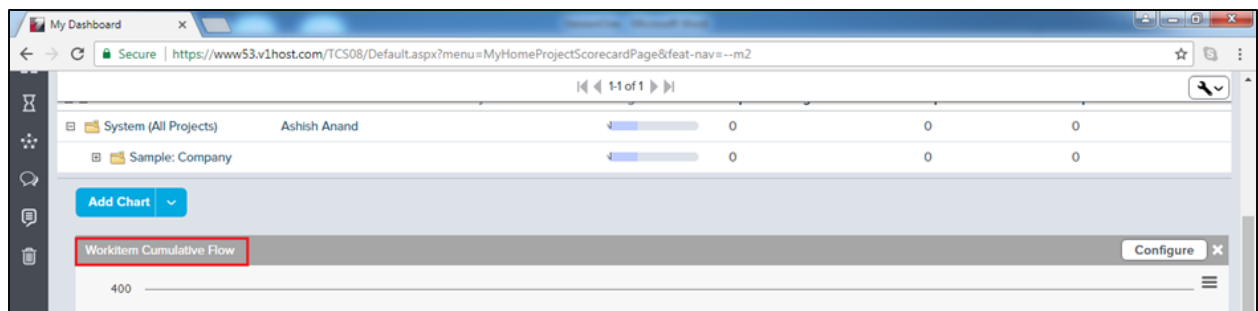 My Dashboard
Secure | https://www53.v1host.com/TCS08/Default.aspx?menu=MyHomeProjectScorecardPage&feat-nav=--m2
1-1 of 1
System (All Projects) Ashish Anand 0 0 0
Sample: Company 0 0 0
Add Chart
Workitem Cumulative Flow Configure
400